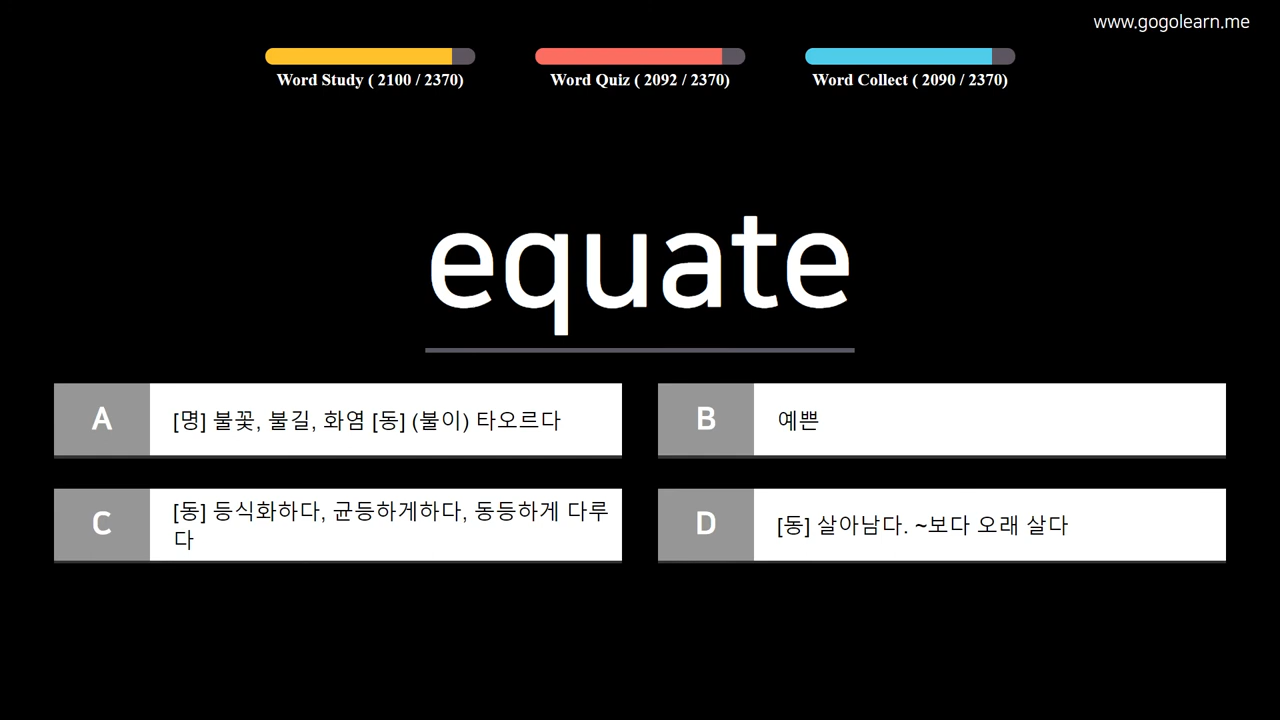 www.gogolearn.me
Word Study ( 2100 / 2370)
Word Quiz ( 2092 / 2370)
Word Collect ( 2090 / 2370)
equate
A
[명] 불꽃, 불길, 화염 [동] (불이) 타오르다
B
예쁜
C
[동] 등식화하다, 균등하게하다, 동등하게 다루
다
D
[동] 살아남다. ~보다 오래 살다